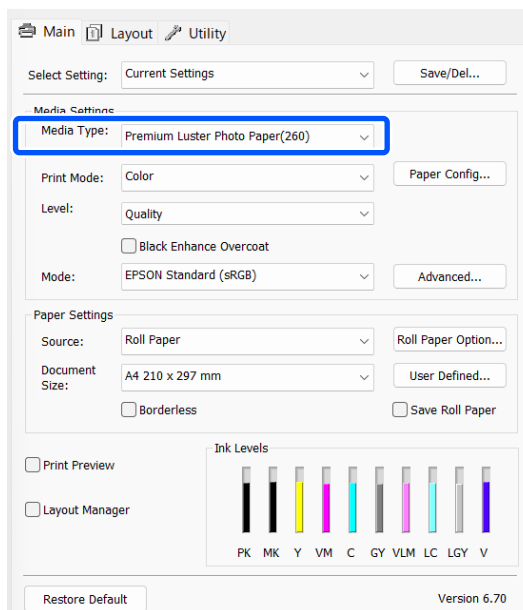 Main Layout Utility
Select Setting: Current Settings Save/Del...
Media Settings
Media Type: Premium Luster Photo Paper(260)
Print Mode: Color Paper Config...
Level: Quality
Black Enhance Overcoat
Mode: EPSON Standard (sRGB) Advanced...
Paper Settings
Source: Roll Paper Roll Paper Option...
Document
Size: A4 210 x 297 mm User Defined...
Borderless Save Roll Paper
Ink Levels
Print Preview
Layout Manager
PK MK Y VM C GY VLM LC LGY V
Restore Default Version 6.70